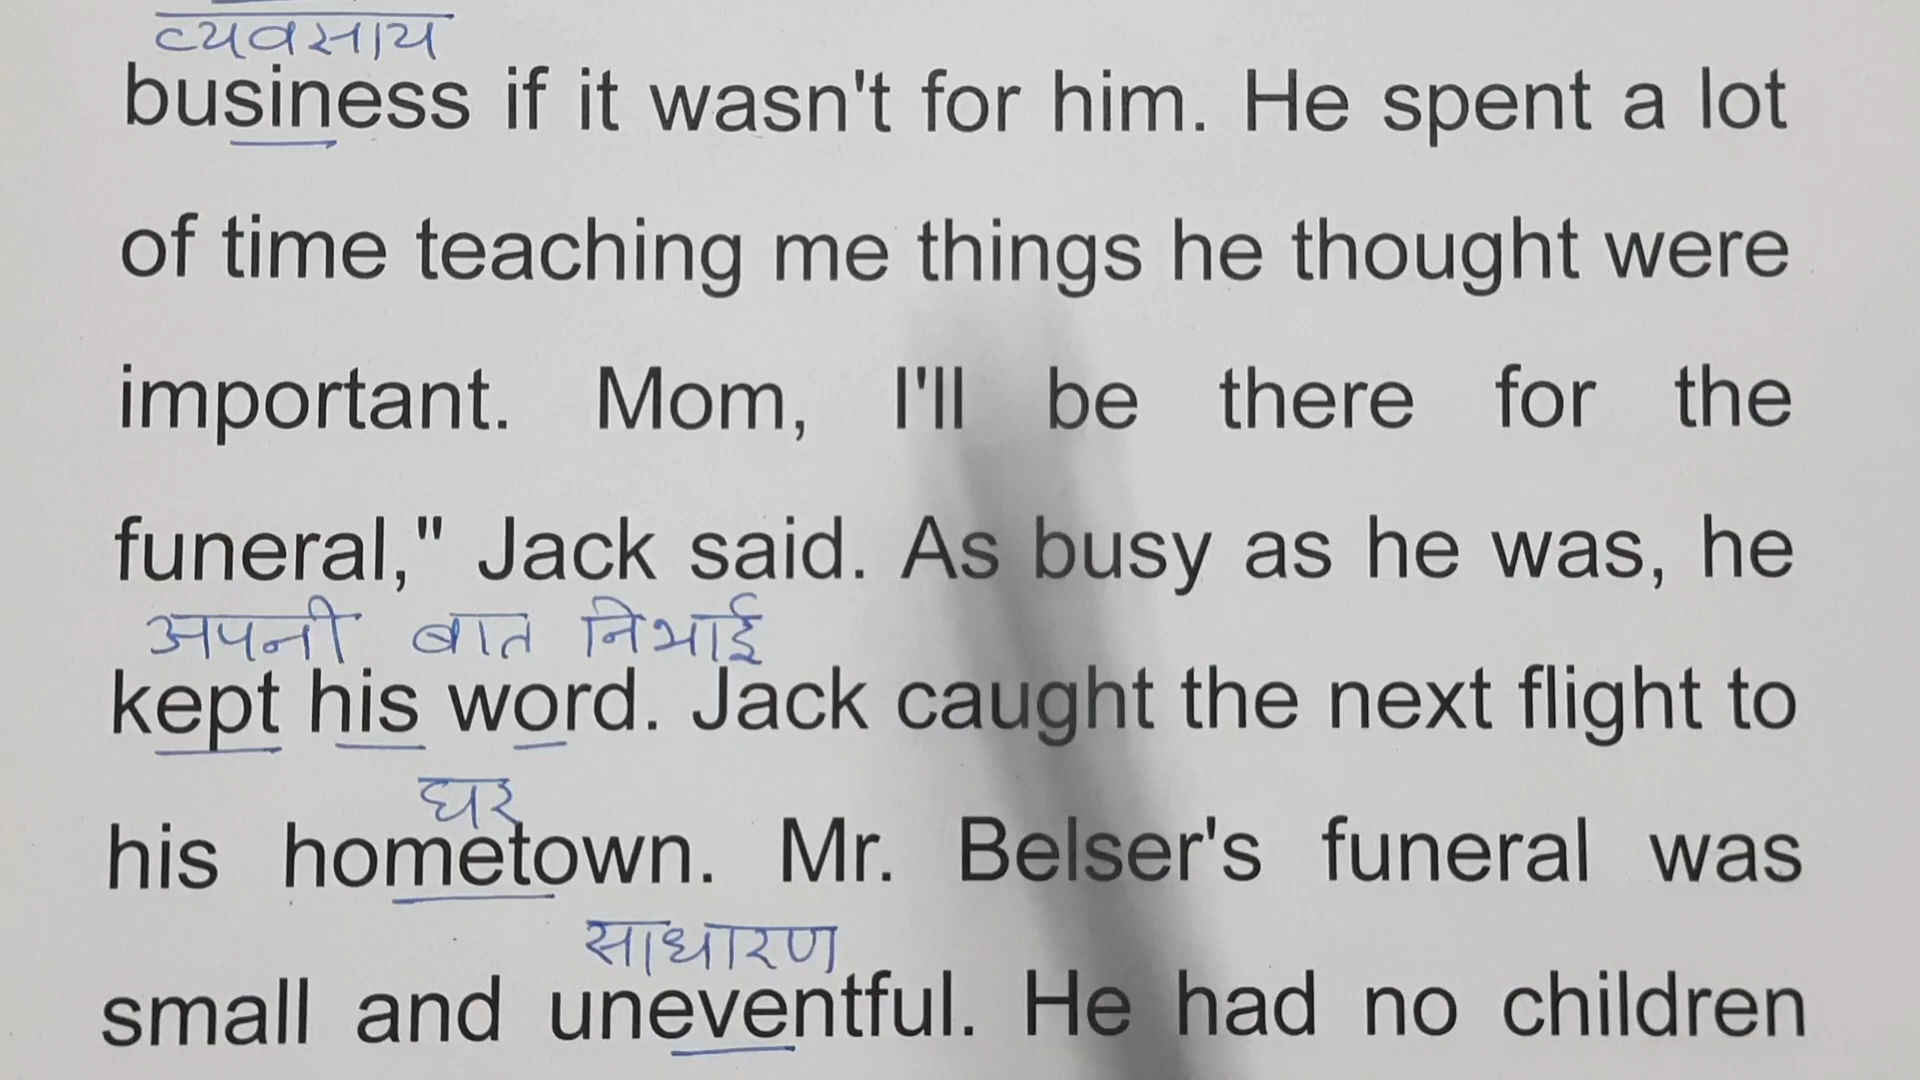 व्यवसाय
business if it wasn't for him. He spent a lot
of time teaching me things he thought were
important. Mom, I'll be there for the
funeral," Jack said. As busy as he was, he
अपनी बात निभाई
kept his word. Jack caught the next flight to
घर
his hometown. Mr. Belser's funeral was
साधारण
small and uneventful. He had no children